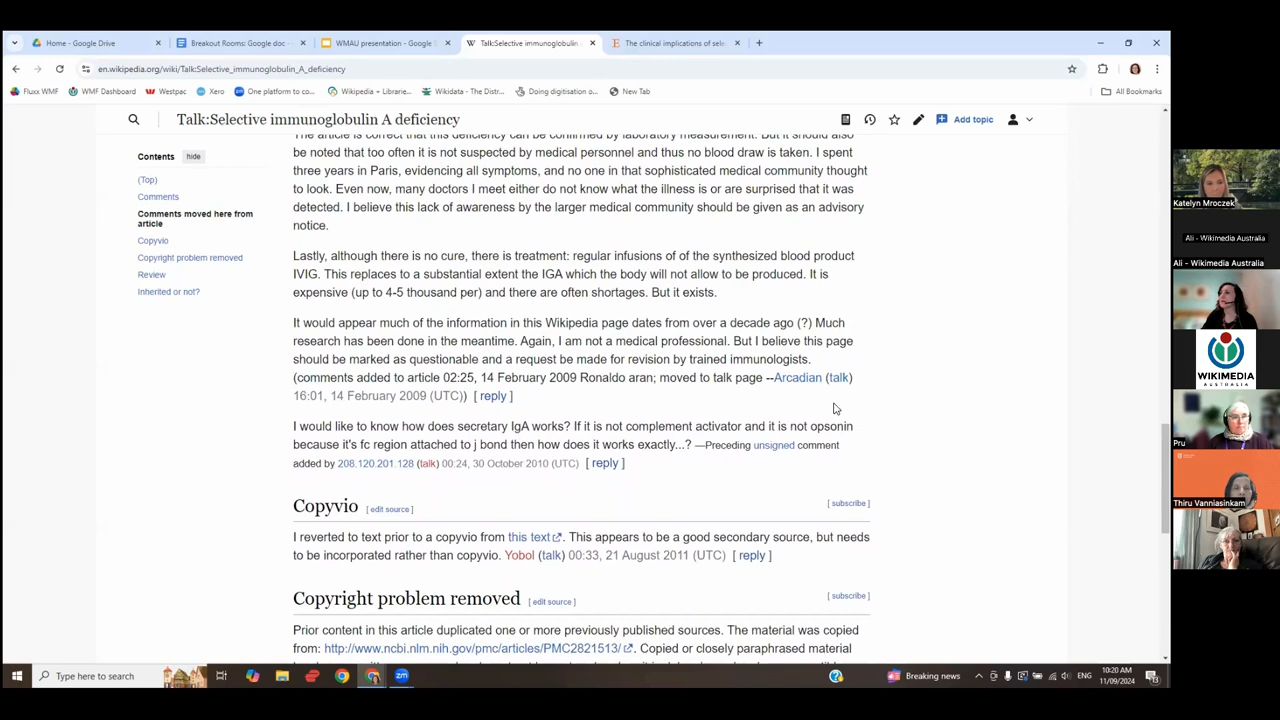 Home - Google Drive
Breakout Rooms: Google doc -
WMAU presentation - Google S
Talk:Selective immunoglobulin
The clinical implications of sele
en.wikipedia.org/wiki/Talk:Selective_immunoglobulin_A_deficiency
Fluxx WMF
WMF Dashboard
Westpac
Xero
One platform to co...
Wikipedia + Librarie...
Wikidata - The Distr...
Doing digitisation o...
New Tab
All Bookmarks
Talk:Selective immunoglobulin A deficiency
Add topic
Contents
hide
(Top)
Comments
Comments moved here from
article
Copyvio
Copyright problem removed
Review
Inherited or not?
The article is correct that this deficiency can be confirmed by laboratory measurement. But it should also
be noted that too often it is not suspected by medical personnel and thus no blood draw is taken. I spent
three years in Paris, evidencing all symptoms, and no one in that sophisticated medical community thought
to look. Even now, many doctors I meet either do not know what the illness is or are surprised that it was
detected. I believe this lack of awareness by the larger medical community should be given as an advisory
notice.
Lastly, although there is no cure, there is treatment: regular infusions of of the synthesized blood product
IVIG. This replaces to a substantial extent the IGA which the body will not allow to be produced. It is
expensive (up to 4-5 thousand per) and there are often shortages. But it exists.
It would appear much of the information in this Wikipedia page dates from over a decade ago (?) Much
research has been done in the meantime. Again, I am not a medical professional. But I believe this page
should be marked as questionable and a request be made for revision by trained immunologists.
(comments added to article 02:25, 14 February 2009 Ronaldo aran; moved to talk page --Arcadian (talk)
16:01, 14 February 2009 (UTC)) [ reply ]
I would like to know how does secretary IgA works? If it is not complement activator and it is not opsonin
because it's fc region attached to j bond then how does it works exactly...? —Preceding unsigned comment
added by 208.120.201.128 (talk) 00:24, 30 October 2010 (UTC) [ reply ]
Copyvio [ edit source ]
[ subscribe ]
I reverted to text prior to a copyvio from this text. This appears to be a good secondary source, but needs
to be incorporated rather than copyvio. Yobol (talk) 00:33, 21 August 2011 (UTC) [ reply ]
Copyright problem removed [ edit source ]
[ subscribe ]
Prior content in this article duplicated one or more previously published sources. The material was copied
from: http://www.ncbi.nlm.nih.gov/pmc/articles/PMC2821513/. Copied or closely paraphrased material
Type here to search
Breaking news
ENG
10:20 AM
11/09/2024
Katelyn Mroczek
Ali - Wikimedia Australia
Ali - Wikimedia Australia
WIKIMEDIA
AUSTRALIA
Pru
Thiru Vanniasinkam